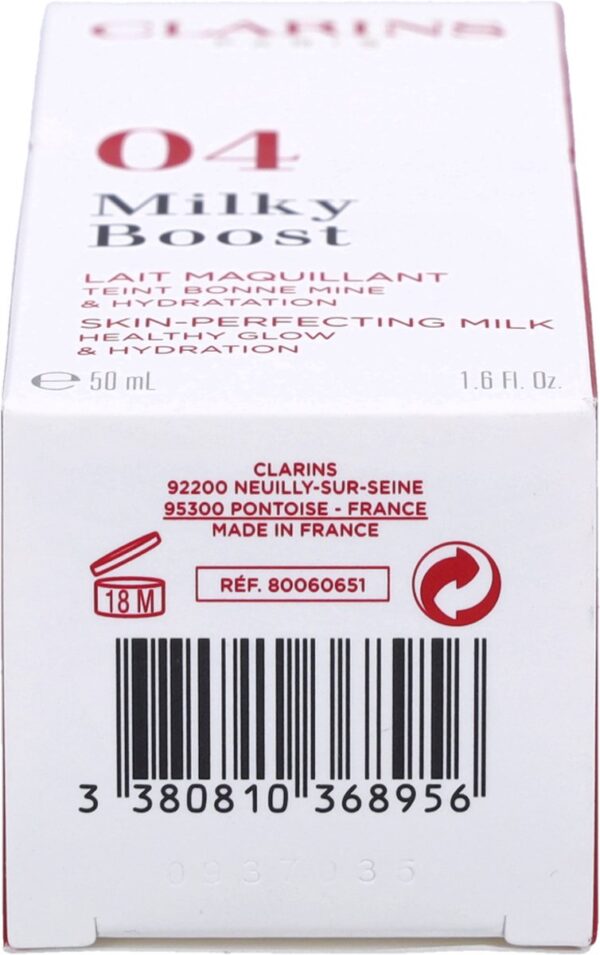 CLARINS
PARIS
04
Milky
Boost
LAIT MAQUILLANT
TEINT BONNE MINE
& HYDRATATION
SKIN-PERFECTING MILK
HEALTHY GLOW
& HYDRATION
℮ 50 mL 1.6 Fl. Oz.
CLARINS
92200 NEUILLY-SUR-SEINE
95300 PONTOISE - FRANCE
MADE IN FRANCE
18 M
RÉF. 80060651
3 380810 368956
0937035